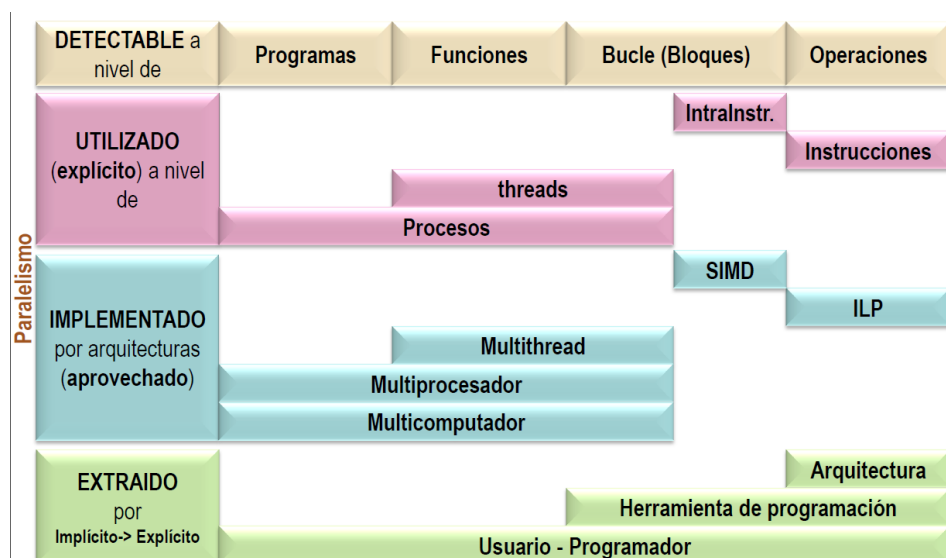 DETECTABLE a
nivel de
Programas
Funciones
Bucle (Bloques)
Operaciones
Paralelismo
UTILIZADO
(explícito) a nivel
de
IntraInstr.
Instrucciones
threads
Procesos
IMPLEMENTADO
por arquitecturas
(aprovechado)
SIMD
ILP
Multithread
Multiprocesador
Multicomputador
EXTRAIDO
por
Implícito-> Explícito
Arquitectura
Herramienta de programación
Usuario - Programador